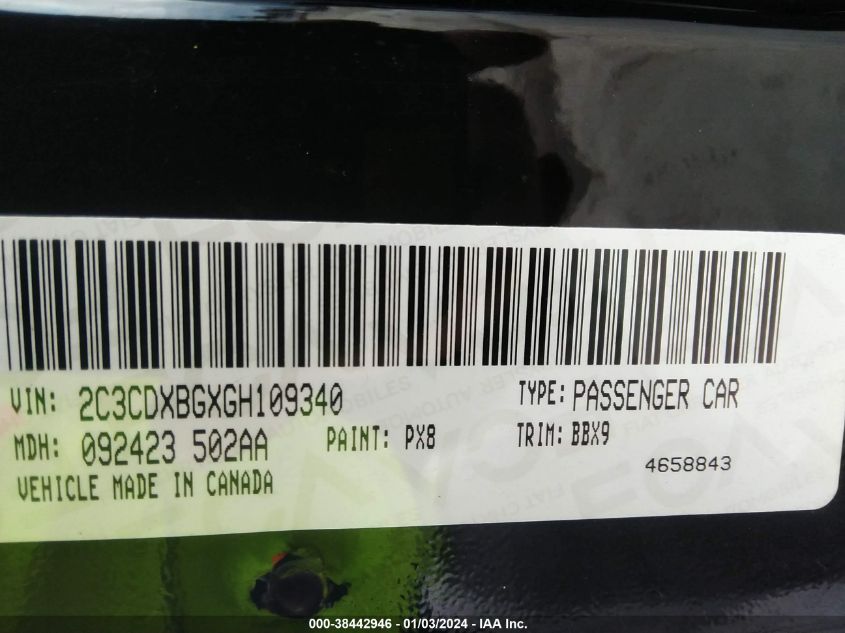 VIN: 2C3CDXBGXGH109340 TYPE: PASSENGER CAR
MDH: 092423 502AA PAINT: PX8 TRIM: BBX9
4658843
VEHICLE MADE IN CANADA
000-38442946 - 01/03/2024 - IAA Inc.